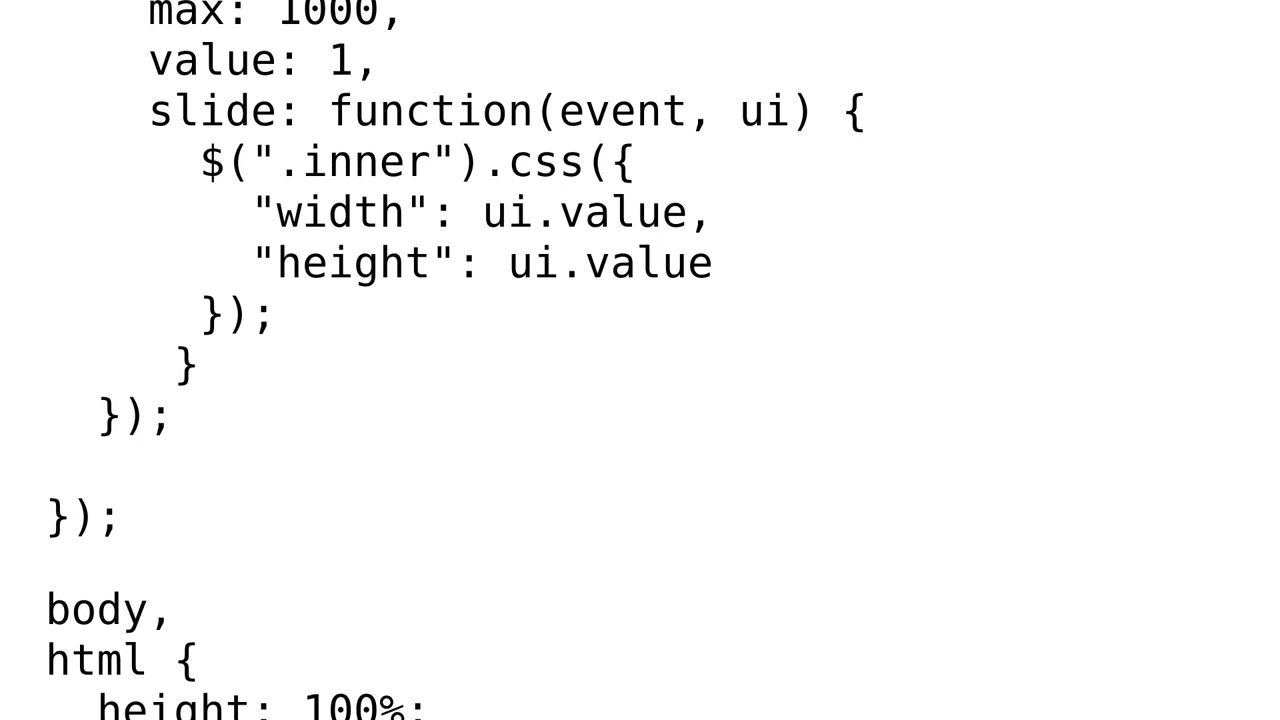 max: 1000,
value: 1,
slide: function(event, ui) {
$(".inner").css({
"width": ui.value,
"height": ui.value
});
}
});
});
body,
html {
height: 100%;